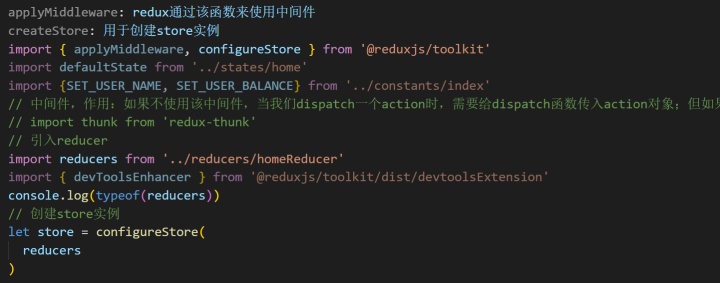 applyMiddleware: redux通过该函数来使用中间件
createStore: 用于创建store实例
import { applyMiddleware, configureStore } from '@reduxjs/toolkit'
import defaultState from '../states/home'
import {SET_USER_NAME, SET_USER_BALANCE} from '../constants/index'
// 中间件，作用：如果不使用该中间件，当我们dispatch一个action时，需要给dispatch函数传入action对象；但如
// import thunk from 'redux-thunk'
// 引入reducer
import reducers from '../reducers/homeReducer'
import { devToolsEnhancer } from '@reduxjs/toolkit/dist/devtoolsExtension'
console.log(typeof(reducers))
// 创建store实例
let store = configureStore(
  reducers
)